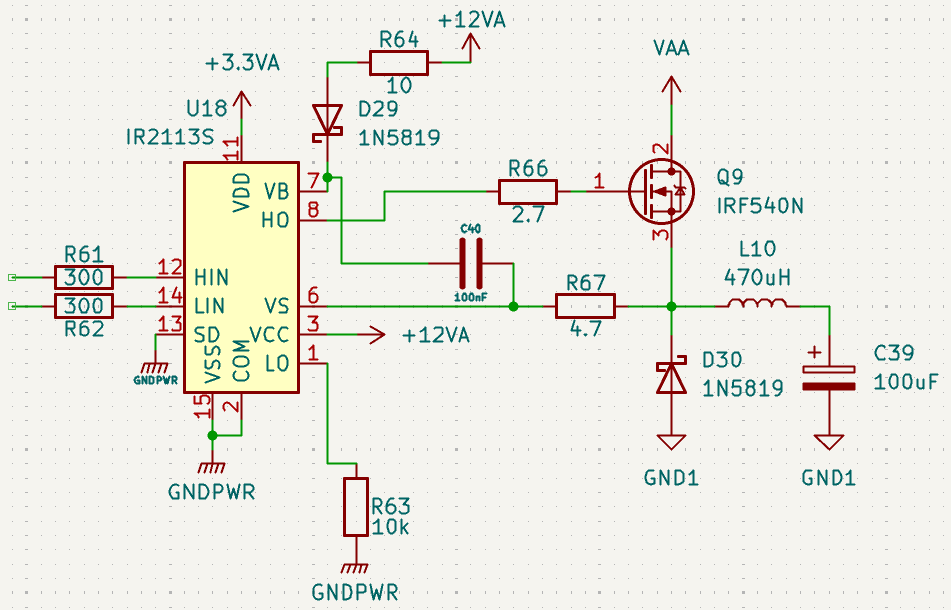 +12VA
R64
10
+3.3VA
VAA
U18
IR2113S
11
D29
1N5819
VDD
VB
7
HO
8
R66
2.7
1
2
3
Q9
IRF540N
C40
100nF
R61
300
12
HIN
300
R62
14
LIN
VS
6
R67
4.7
L10
470uH
13
SD
VCC
3
+12VA
GNDPWR
VSS
COM
LO
1
D30
1N5819
+
C39
100uF
15
2
GNDPWR
GND1
GND1
R63
10k
GNDPWR